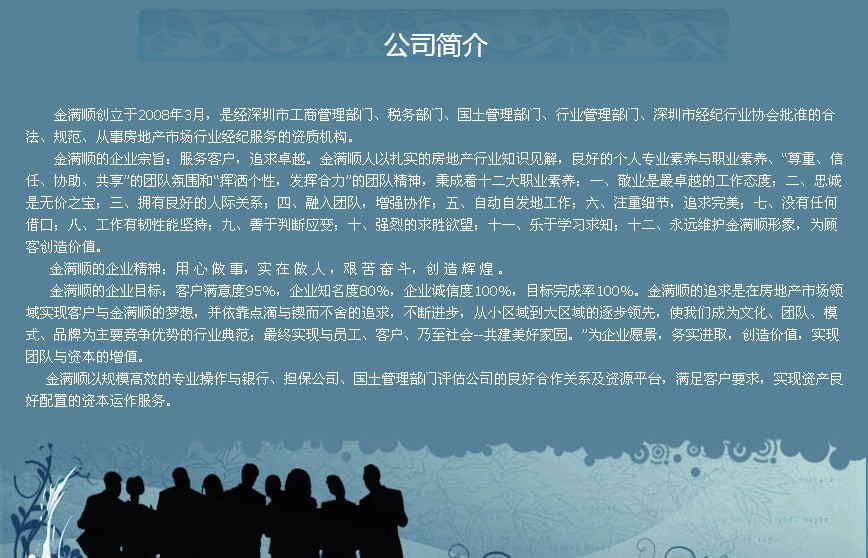 公司简介
金满顺创立于2008年3月，是经深圳市工商管理部门、税务部门、国土管理部门、行业管理部门、深圳市经纪行业协会批准的合
法、规范、从事房地产市场行业经纪服务的资质机构。
金满顺的企业宗旨：服务客户，追求卓越。金满顺人以扎实的房地产行业知识见解，良好的个人专业素养与职业素养、“尊重、信
任、协助、共享”的团队氛围和“挥洒个性，发挥合力”的团队精神，秉成着十二大职业素养：一、敬业是最卓越的工作态度；二、忠诚
是无价之宝；三、拥有良好的人际关系；四、融入团队，增强协作；五、自动自发地工作；六、注重细节，追求完美；七、没有任何
借口；八、工作有韧性能坚持；九、善于判断应变；十、强烈的求胜欲望；十一、乐于学习求知；十二、永远维护金满顺形象，为顾
客创造价值。
金满顺的企业精神：用 心 做 事，实 在 做 人 ，艰 苦 奋 斗，创 造 辉 煌 。
金满顺的企业目标：客户满意度95%，企业知名度80%，企业诚信度100%，目标完成率100%。金满顺的追求是在房地产市场领
域实现客户与金满顺的梦想，并依靠点滴与锲而不舍的追求，不断进步，从小区域到大区域的逐步领先，使我们成为文化、团队、模
式、品牌为主要竞争优势的行业典范；最终实现与员工、客户、乃至社会--共建美好家园。”为企业愿景，务实进取，创造价值，实现
团队与资本的增值。
金满顺以规模高效的专业操作与银行、担保公司、国土管理部门评估公司的良好合作关系及资源平台，满足客户要求，实现资产良
好配置的资本运作服务。